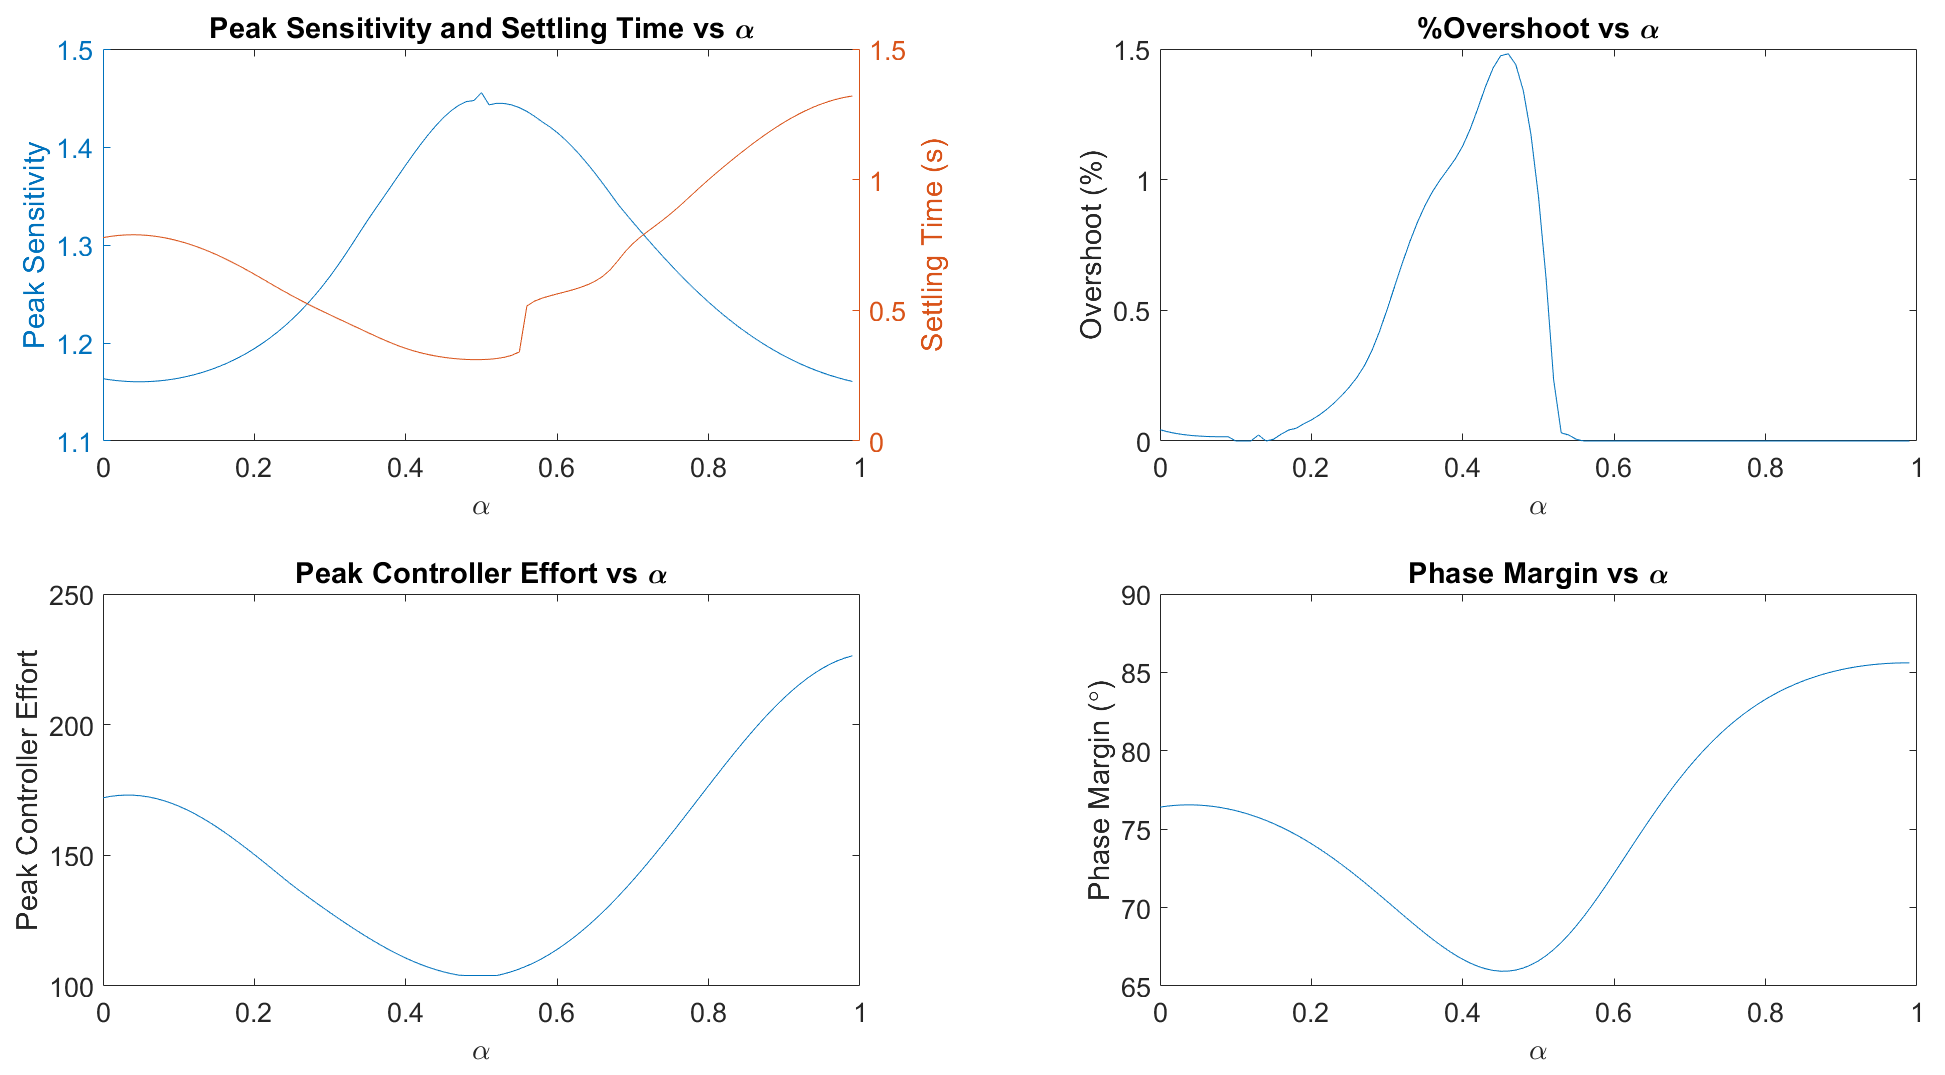 Peak Sensitivity and Settling Time vs α
1.5
1.4
1.3
1.2
1.1
Peak Sensitivity
1.5
1
0.5
0
Settling Time (s)
0 0.2 0.4 0.6 0.8 1
α
%Overshoot vs α
1.5
1
0.5
0
Overshoot (%)
0 0.2 0.4 0.6 0.8 1
α
Peak Controller Effort vs α
250
200
150
100
Peak Controller Effort
0 0.2 0.4 0.6 0.8 1
α
Phase Margin vs α
90
85
80
75
70
65
Phase Margin (°)
0 0.2 0.4 0.6 0.8 1
α